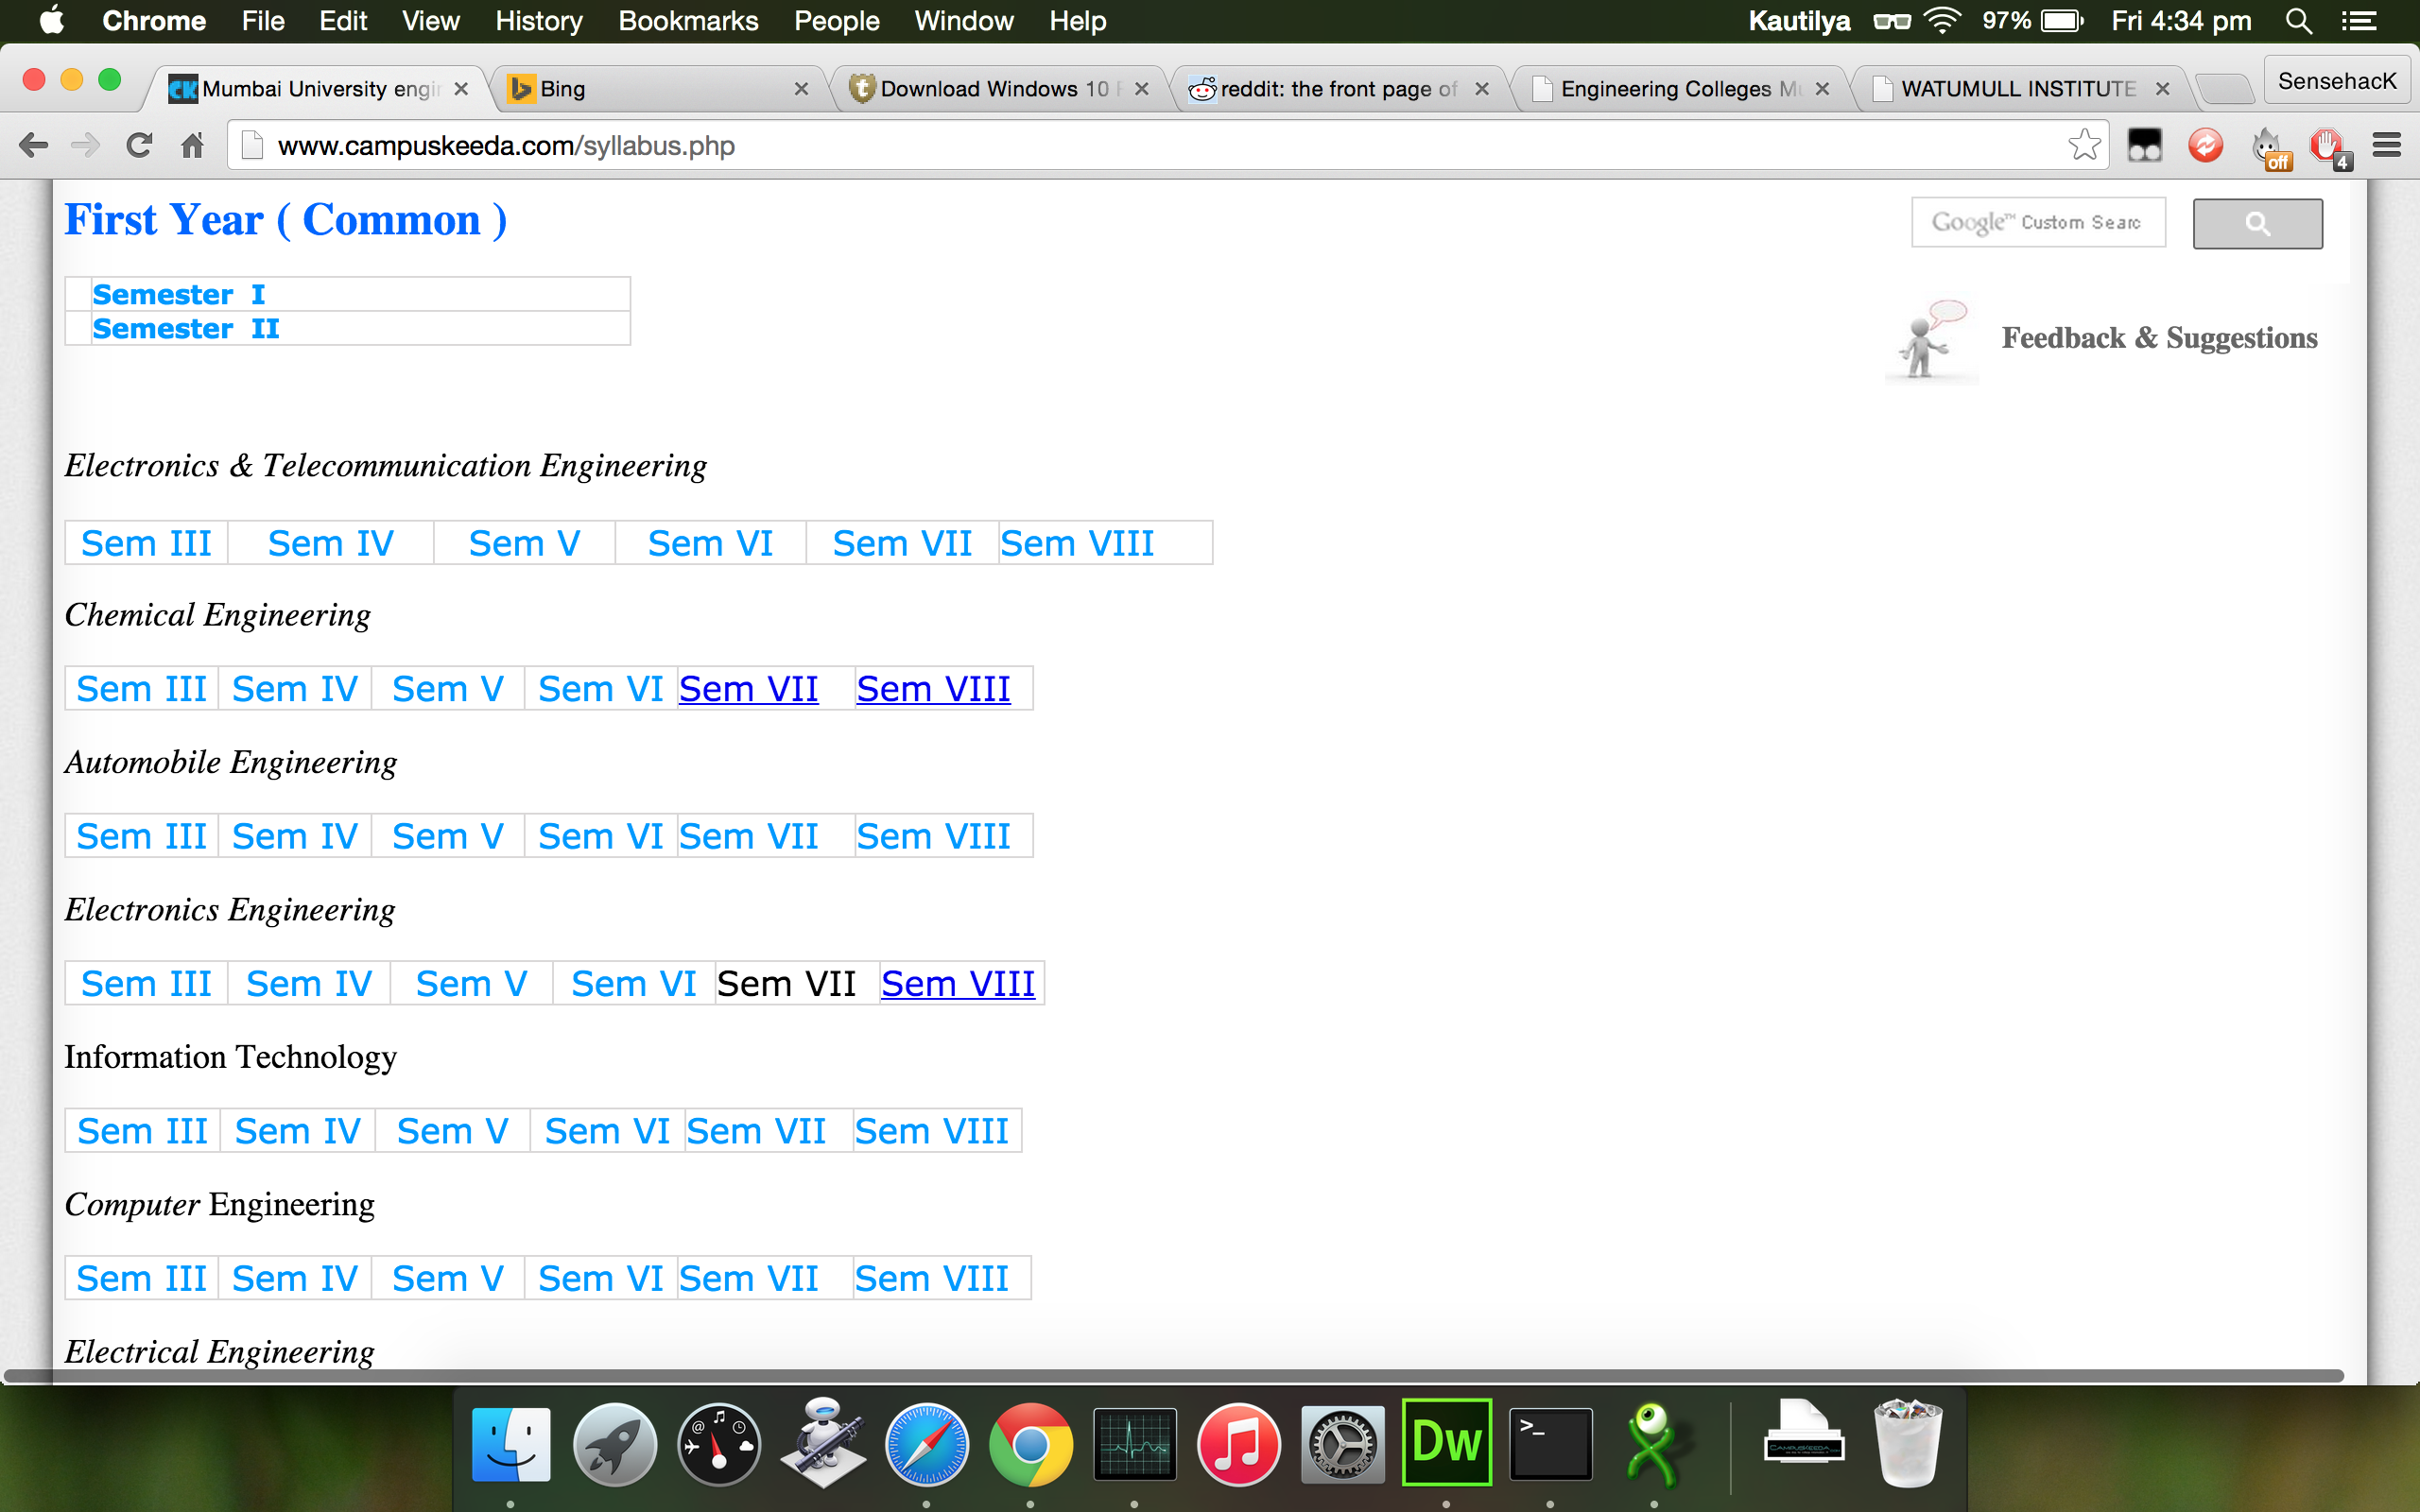 Chrome File Edit View History Bookmarks People Window Help Kautilya 97% Fri 4:34 pm
CK Mumbai University engin Bing Download Windows 10 reddit: the front page of Engineering Colleges Mu WATUMULL INSTITUTE SensehacK
www.campuskeeda.com/syllabus.php off 4
First Year ( Common )
Google™ Custom Searc
Semester I
Semester II
Feedback & Suggestions
Electronics & Telecommunication Engineering
Sem III Sem IV Sem V Sem VI Sem VII Sem VIII
Chemical Engineering
Sem III Sem IV Sem V Sem VI Sem VII Sem VIII
Automobile Engineering
Sem III Sem IV Sem V Sem VI Sem VII Sem VIII
Electronics Engineering
Sem III Sem IV Sem V Sem VI Sem VII Sem VIII
Information Technology
Sem III Sem IV Sem V Sem VI Sem VII Sem VIII
Computer Engineering
Sem III Sem IV Sem V Sem VI Sem VII Sem VIII
Electrical Engineering
Dw >_ CAMPUSKEEDA